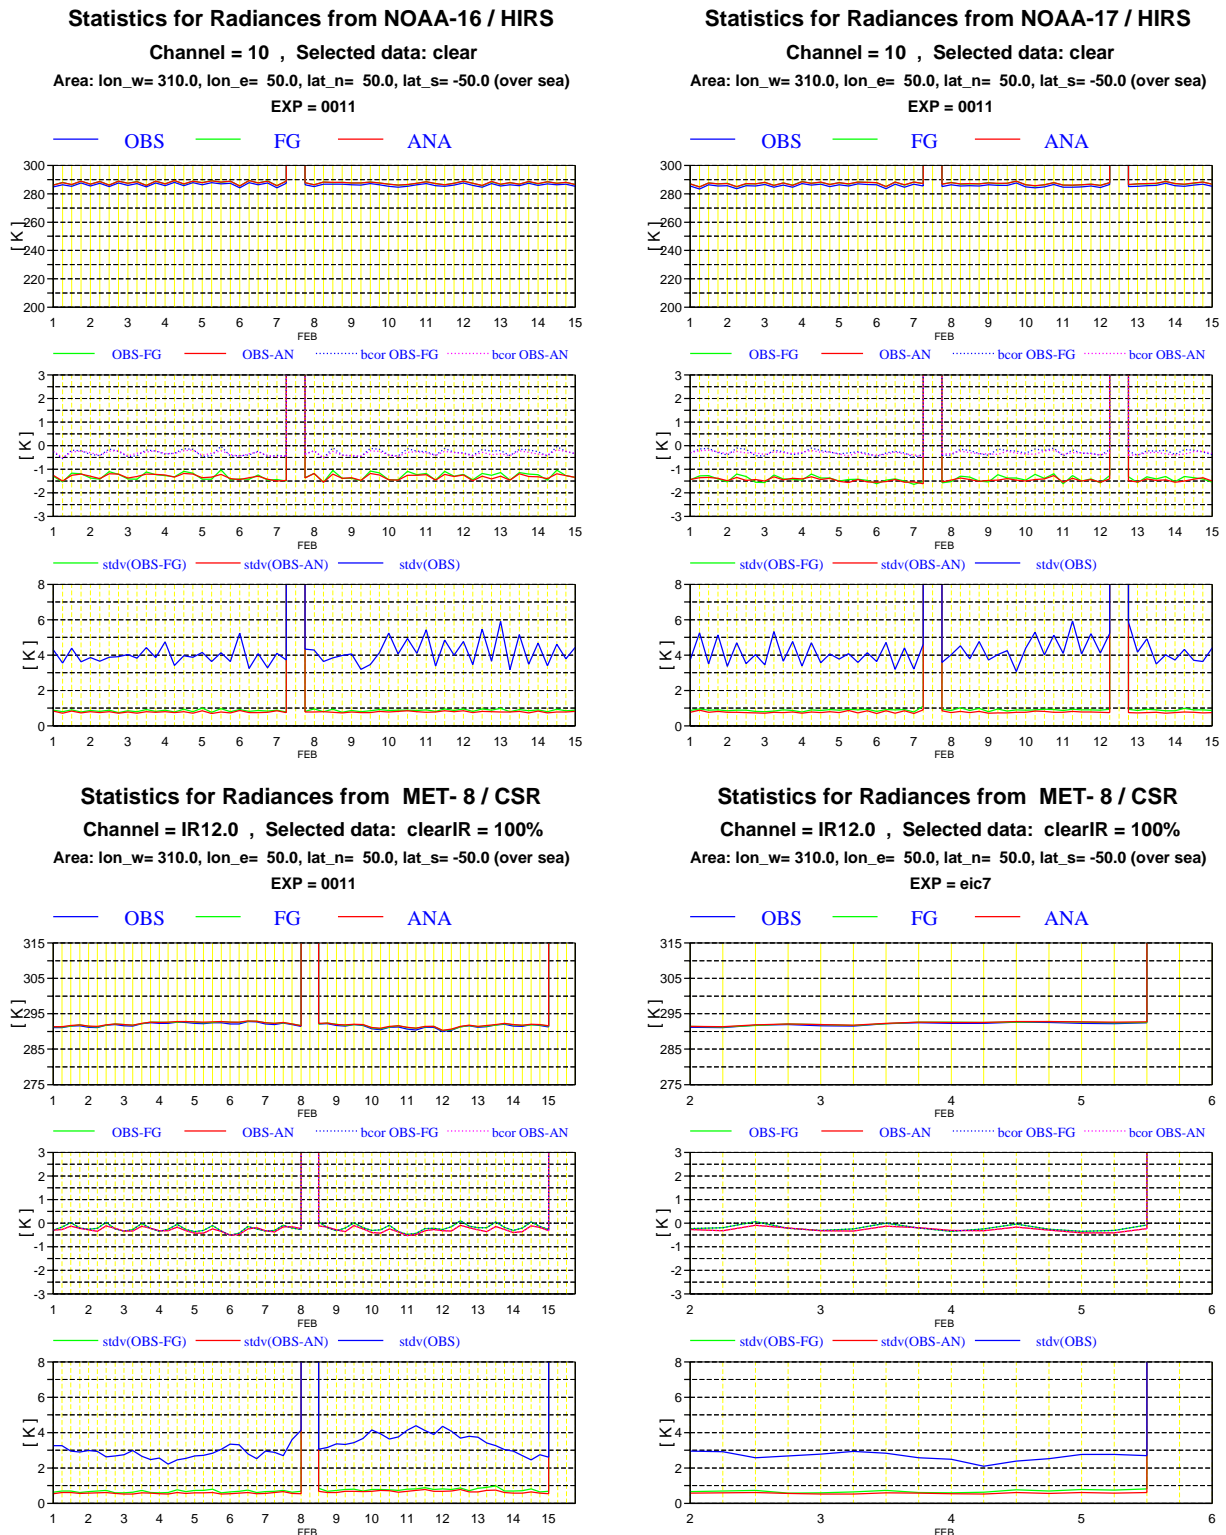 Statistics for Radiances from NOAA-16 / HIRS
Channel = 10 , Selected data: clear
Area: lon_w= 310.0, lon_e= 50.0, lat_n= 50.0, lat_s= -50.0 (over sea)
EXP = 0011
OBS FG ANA
300
280
260
240
220
200
[ K ]
1 2 3 4 5 6 7 8 9 10 11 12 13 14 15
FEB
OBS-FG OBS-AN bcor OBS-FG bcor OBS-AN
3
2
1
0
-1
-2
-3
[ K ]
1 2 3 4 5 6 7 8 9 10 11 12 13 14 15
FEB
stdv(OBS-FG) stdv(OBS-AN) stdv(OBS)
8
6
4
2
0
[ K ]
1 2 3 4 5 6 7 8 9 10 11 12 13 14 15
FEB
Statistics for Radiances from NOAA-17 / HIRS
Channel = 10 , Selected data: clear
Area: lon_w= 310.0, lon_e= 50.0, lat_n= 50.0, lat_s= -50.0 (over sea)
EXP = 0011
OBS FG ANA
300
280
260
240
220
200
[ K ]
1 2 3 4 5 6 7 8 9 10 11 12 13 14 15
FEB
OBS-FG OBS-AN bcor OBS-FG bcor OBS-AN
3
2
1
0
-1
-2
-3
[ K ]
1 2 3 4 5 6 7 8 9 10 11 12 13 14 15
FEB
stdv(OBS-FG) stdv(OBS-AN) stdv(OBS)
8
6
4
2
0
[ K ]
1 2 3 4 5 6 7 8 9 10 11 12 13 14 15
FEB
Statistics for Radiances from MET- 8 / CSR
Channel = IR12.0 , Selected data: clearIR = 100%
Area: lon_w= 310.0, lon_e= 50.0, lat_n= 50.0, lat_s= -50.0 (over sea)
EXP = 0011
OBS FG ANA
315
305
295
285
275
[ K ]
1 2 3 4 5 6 7 8 9 10 11 12 13 14 15
FEB
OBS-FG OBS-AN bcor OBS-FG bcor OBS-AN
3
2
1
0
-1
-2
-3
[ K ]
1 2 3 4 5 6 7 8 9 10 11 12 13 14 15
FEB
stdv(OBS-FG) stdv(OBS-AN) stdv(OBS)
8
6
4
2
0
[ K ]
1 2 3 4 5 6 7 8 9 10 11 12 13 14 15
FEB
Statistics for Radiances from MET- 8 / CSR
Channel = IR12.0 , Selected data: clearIR = 100%
Area: lon_w= 310.0, lon_e= 50.0, lat_n= 50.0, lat_s= -50.0 (over sea)
EXP = eic7
OBS FG ANA
315
305
295
285
275
[ K ]
2 3 4 5 6
FEB
OBS-FG OBS-AN bcor OBS-FG bcor OBS-AN
3
2
1
0
-1
-2
-3
[ K ]
2 3 4 5 6
FEB
stdv(OBS-FG) stdv(OBS-AN) stdv(OBS)
8
6
4
2
0
[ K ]
2 3 4 5 6
FEB